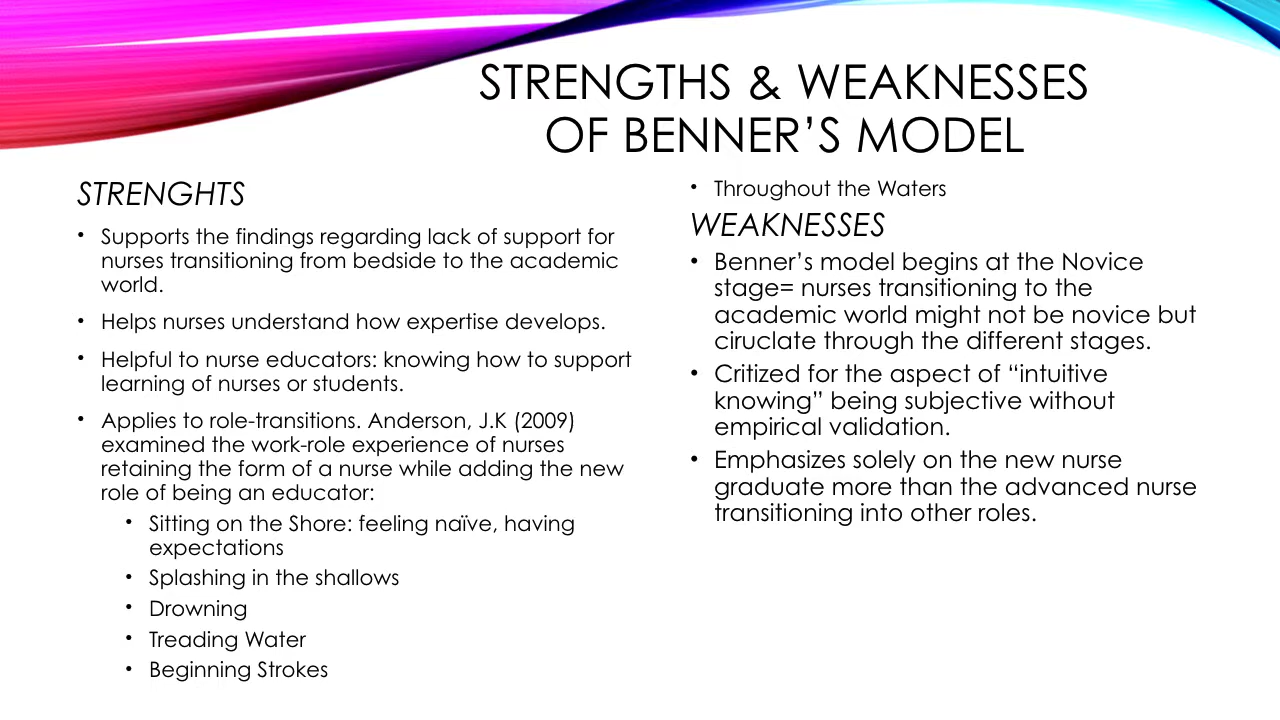 STRENGTHS & WEAKNESSES
OF BENNER’S MODEL
STRENGHTS
• Supports the findings regarding lack of support for
nurses transitioning from bedside to the academic
world.
• Helps nurses understand how expertise develops.
• Helpful to nurse educators: knowing how to support
learning of nurses or students.
• Applies to role-transitions. Anderson, J.K (2009)
examined the work-role experience of nurses
retaining the form of a nurse while adding the new
role of being an educator:
• Sitting on the Shore: feeling naïve, having
expectations
• Splashing in the shallows
• Drowning
• Treading Water
• Beginning Strokes
• Throughout the Waters
WEAKNESSES
• Benner’s model begins at the Novice
stage= nurses transitioning to the
academic world might not be novice but
ciruclate through the different stages.
• Critized for the aspect of “intuitive
knowing” being subjective without
empirical validation.
• Emphasizes solely on the new nurse
graduate more than the advanced nurse
transitioning into other roles.